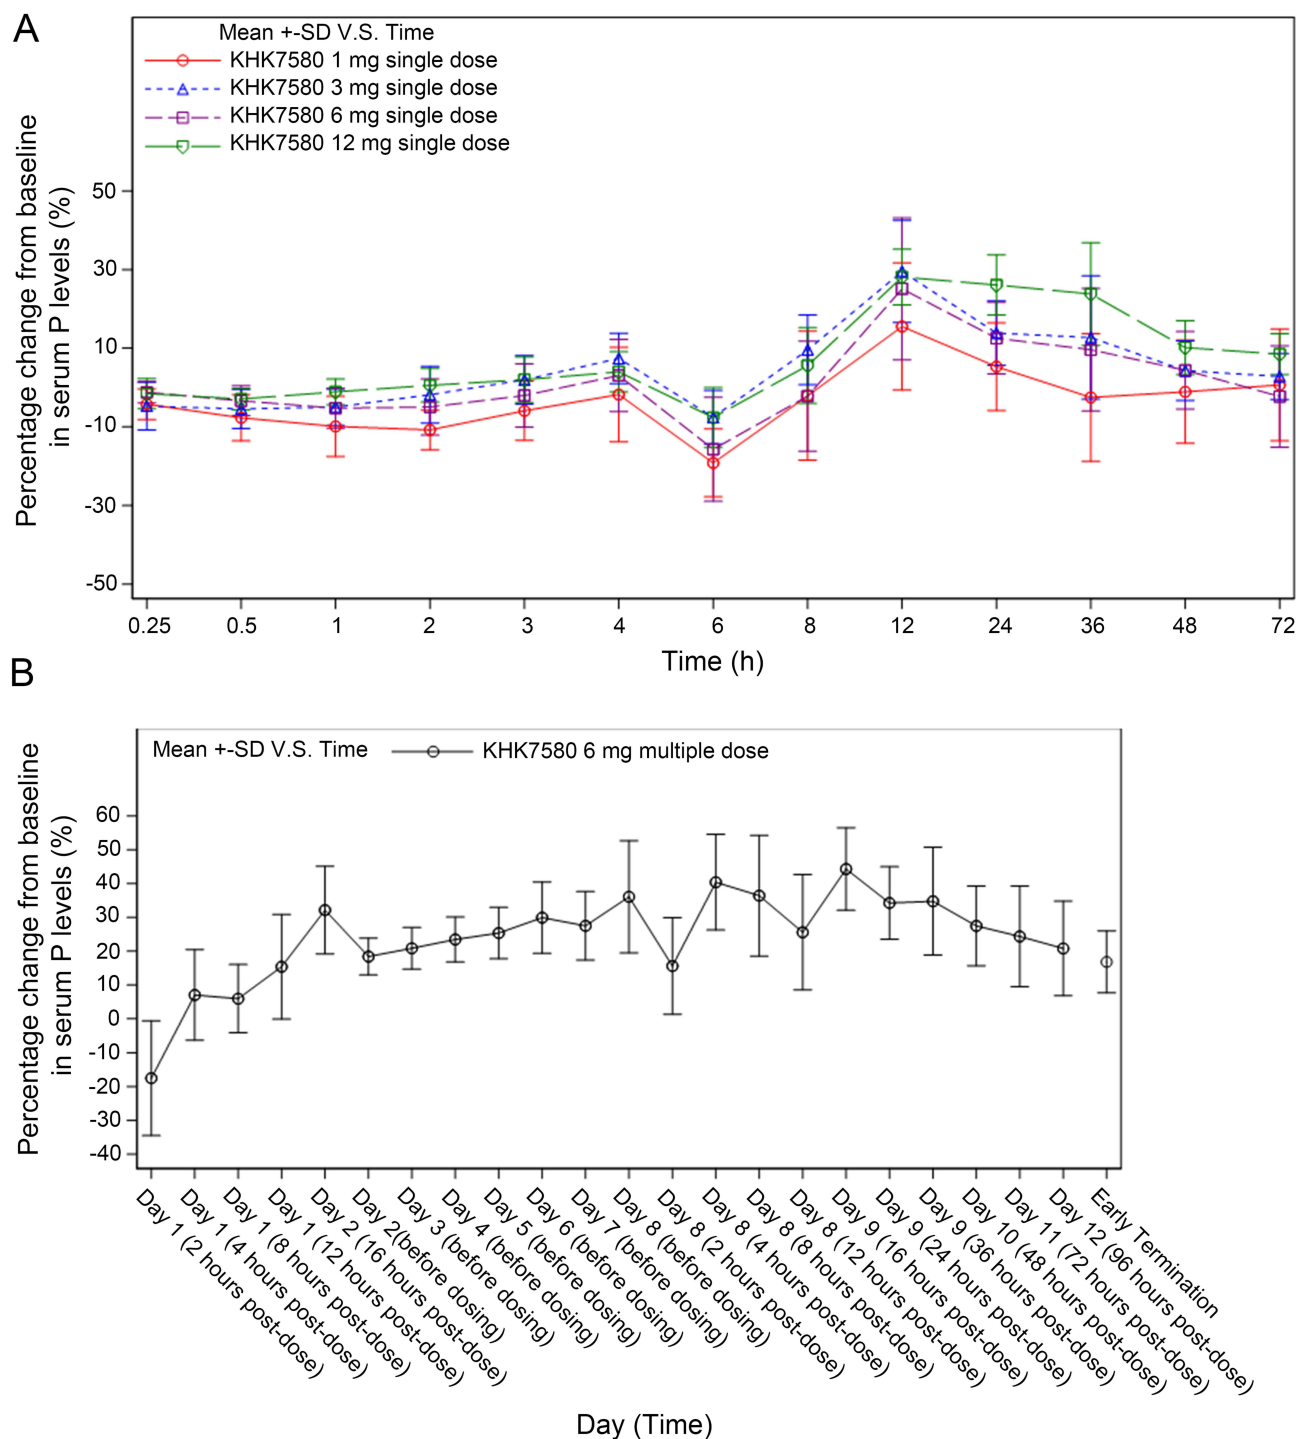 A
Mean +-SD V.S. Time
KHK7580 1 mg single dose
KHK7580 3 mg single dose
KHK7580 6 mg single dose
KHK7580 12 mg single dose
Percentage change from baseline
in serum P levels (%)
50
30
10
-10
-30
-50
0.25 0.5 1 2 3 4 6 8 12 24 36 48 72
Time (h)
B
Mean +-SD V.S. Time KHK7580 6 mg multiple dose
Percentage change from baseline
in serum P levels (%)
60
50
40
30
20
10
0
-10
-20
-30
-40
Day 1 (2 hours post-dose)
Day 1 (4 hours post-dose)
Day 1 (8 hours post-dose)
Day 1 (12 hours post-dose)
Day 2 (16 hours post-dose)
Day 2(before dosing)
Day 3 (before dosing)
Day 4 (before dosing)
Day 5 (before dosing)
Day 6 (before dosing)
Day 7 (before dosing)
Day 8 (before dosing)
Day 8 (2 hours post-dose)
Day 8 (4 hours post-dose)
Day 8 (8 hours post-dose)
Day 8 (12 hours post-dose)
Day 9 (16 hours post-dose)
Day 9 (24 hours post-dose)
Day 9 (36 hours post-dose)
Day 10 (48 hours post-dose)
Day 11 (72 hours post-dose)
Day 12 (96 hours post-dose)
Early Termination
Day (Time)